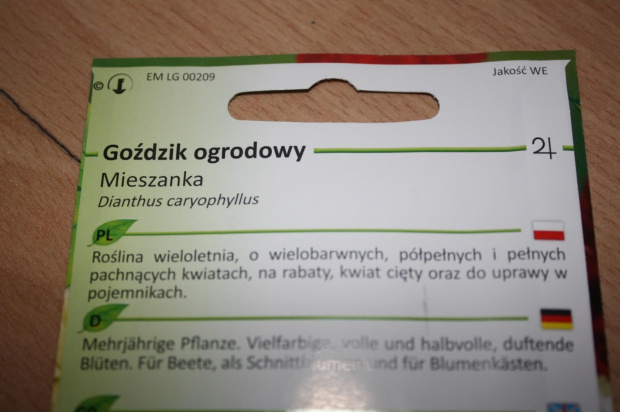 © EM LG 00209 Jakość WE
Goździk ogrodowy ♃
Mieszanka
Dianthus caryophyllus
PL
Roślina wieloletnia, o wielobarwnych, półpełnych i pełnych
pachnących kwiatach, na rabaty, kwiat cięty oraz do uprawy w
pojemnikach.
D
Mehrjährige Pflanze. Vielfarbige, volle und halbvolle, duftende
Blüten. Für Beete, als Schnittblumen und für Blumenkästen.